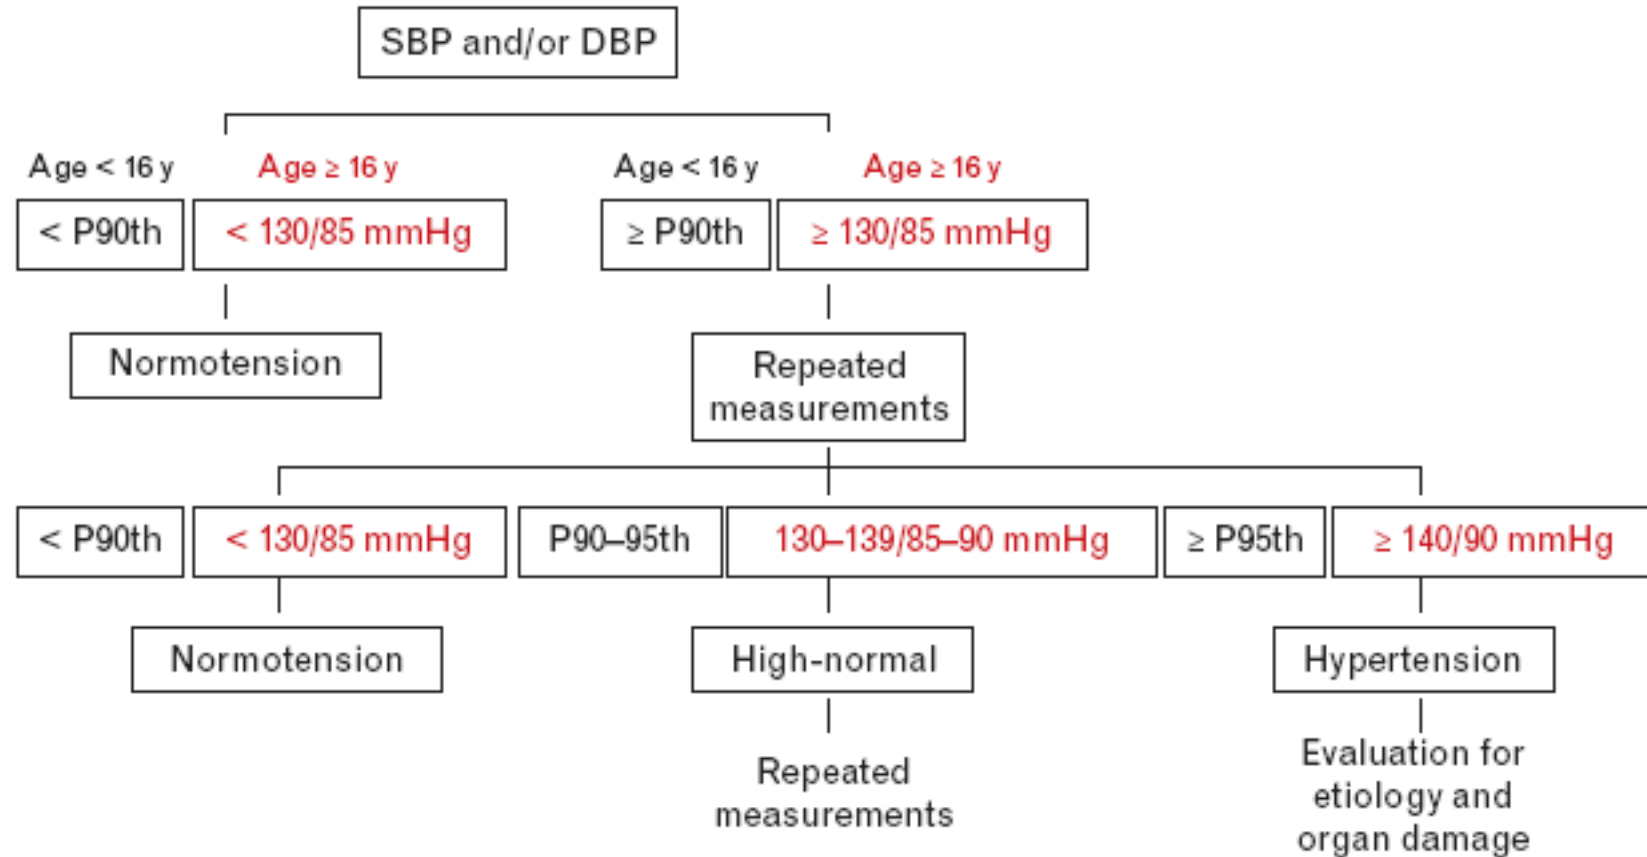 SBP and/or DBP
Age < 16 y
Age ≥ 16 y
Age < 16 y
Age ≥ 16 y
< P90th
< 130/85 mmHg
≥ P90th
≥ 130/85 mmHg
Normotension
Repeated
measurements
< P90th
< 130/85 mmHg
P90–95th
130–139/85–90 mmHg
≥ P95th
≥ 140/90 mmHg
Normotension
High-normal
Hypertension
Repeated
measurements
Evaluation for
etiology and
organ damage